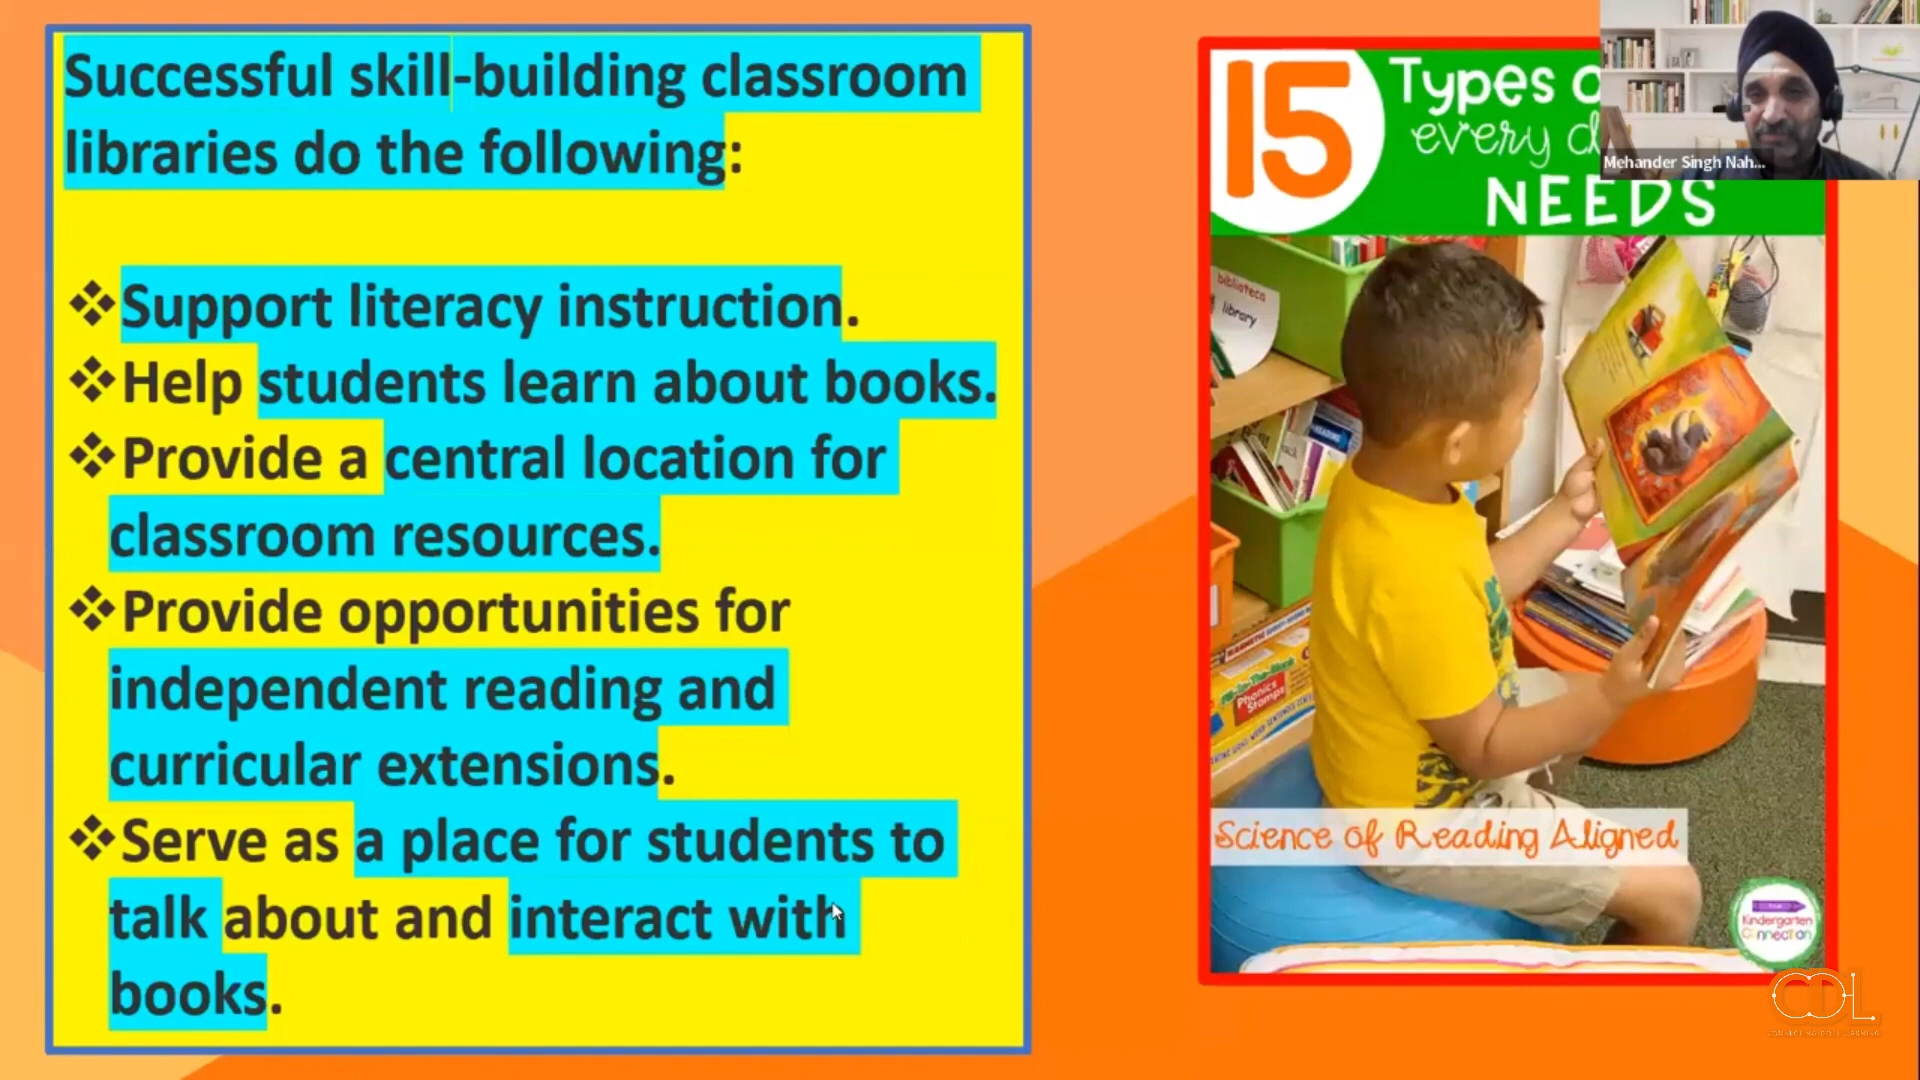 Successful skill-building classroom
libraries do the following:
❖Support literacy instruction.
❖Help students learn about books.
❖Provide a central location for
classroom resources.
❖Provide opportunities for
independent reading and
curricular extensions.
❖Serve as a place for students to
talk about and interact with
books.
15
Types
every
NEEDS
Mehander Singh Nah...
biblioteca
library
Phonics
Stamps
Science of Reading Aligned
Kindergarten
Connection
CDL